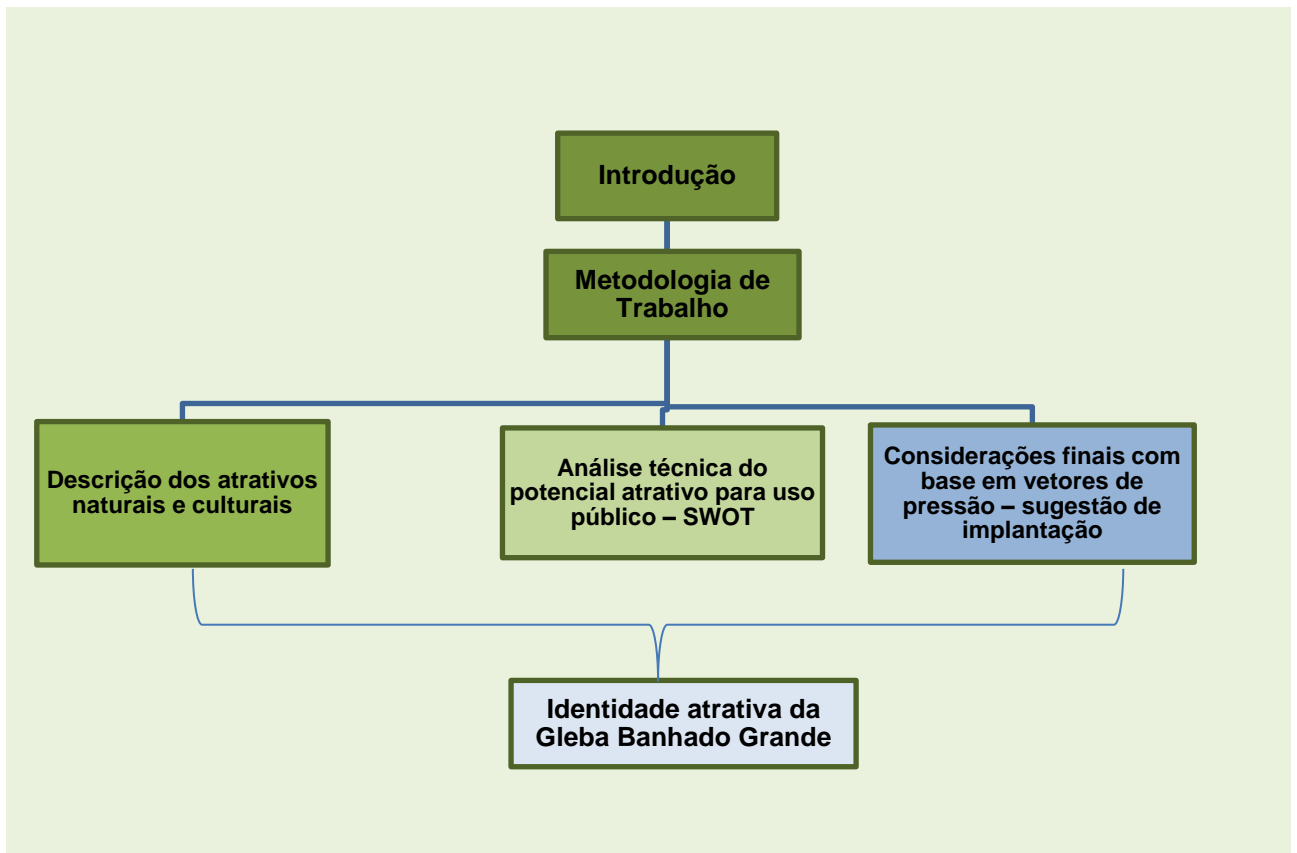 Introdução
Metodologia de
Trabalho
Descrição dos atrativos
naturais e culturais
Análise técnica do
potencial atrativo para uso
público – SWOT
Considerações finais com
base em vetores de
pressão – sugestão de
implantação
Identidade atrativa da
Gleba Banhado Grande